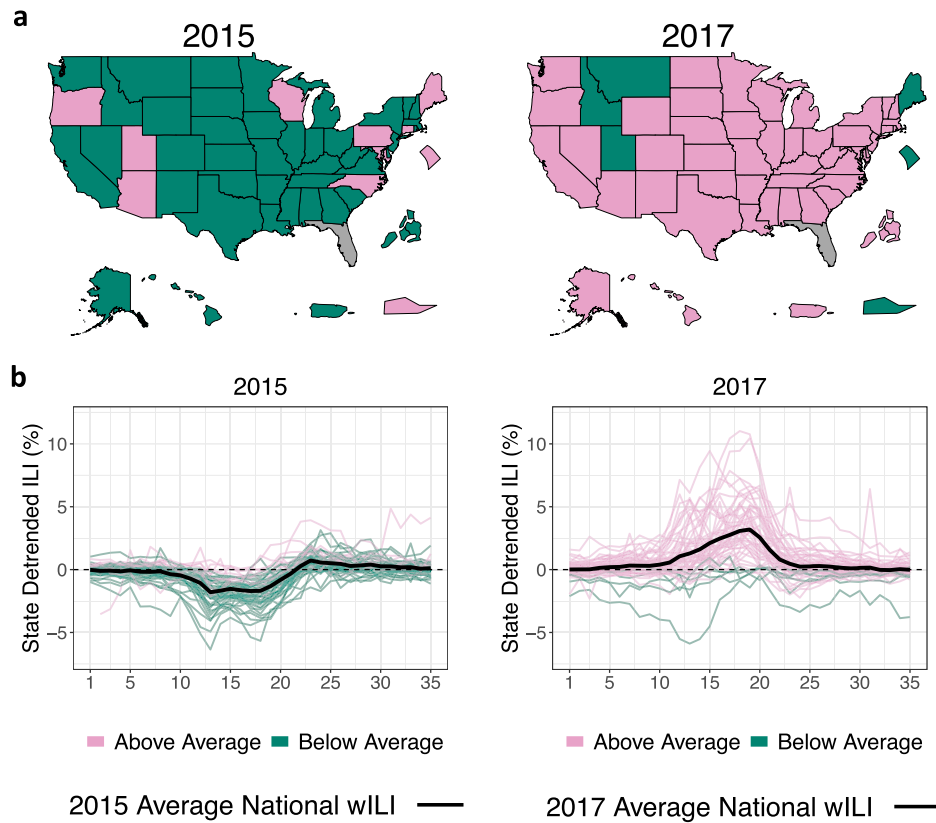 a
2015 2017
b
2015 2017
State Detrended ILI (%)
10
5
0
−5
1 5 10 15 20 25 30 35
State Detrended ILI (%)
10
5
0
−5
1 5 10 15 20 25 30 35
Above Average Below Average
Above Average Below Average
2015 Average National wILI
2017 Average National wILI